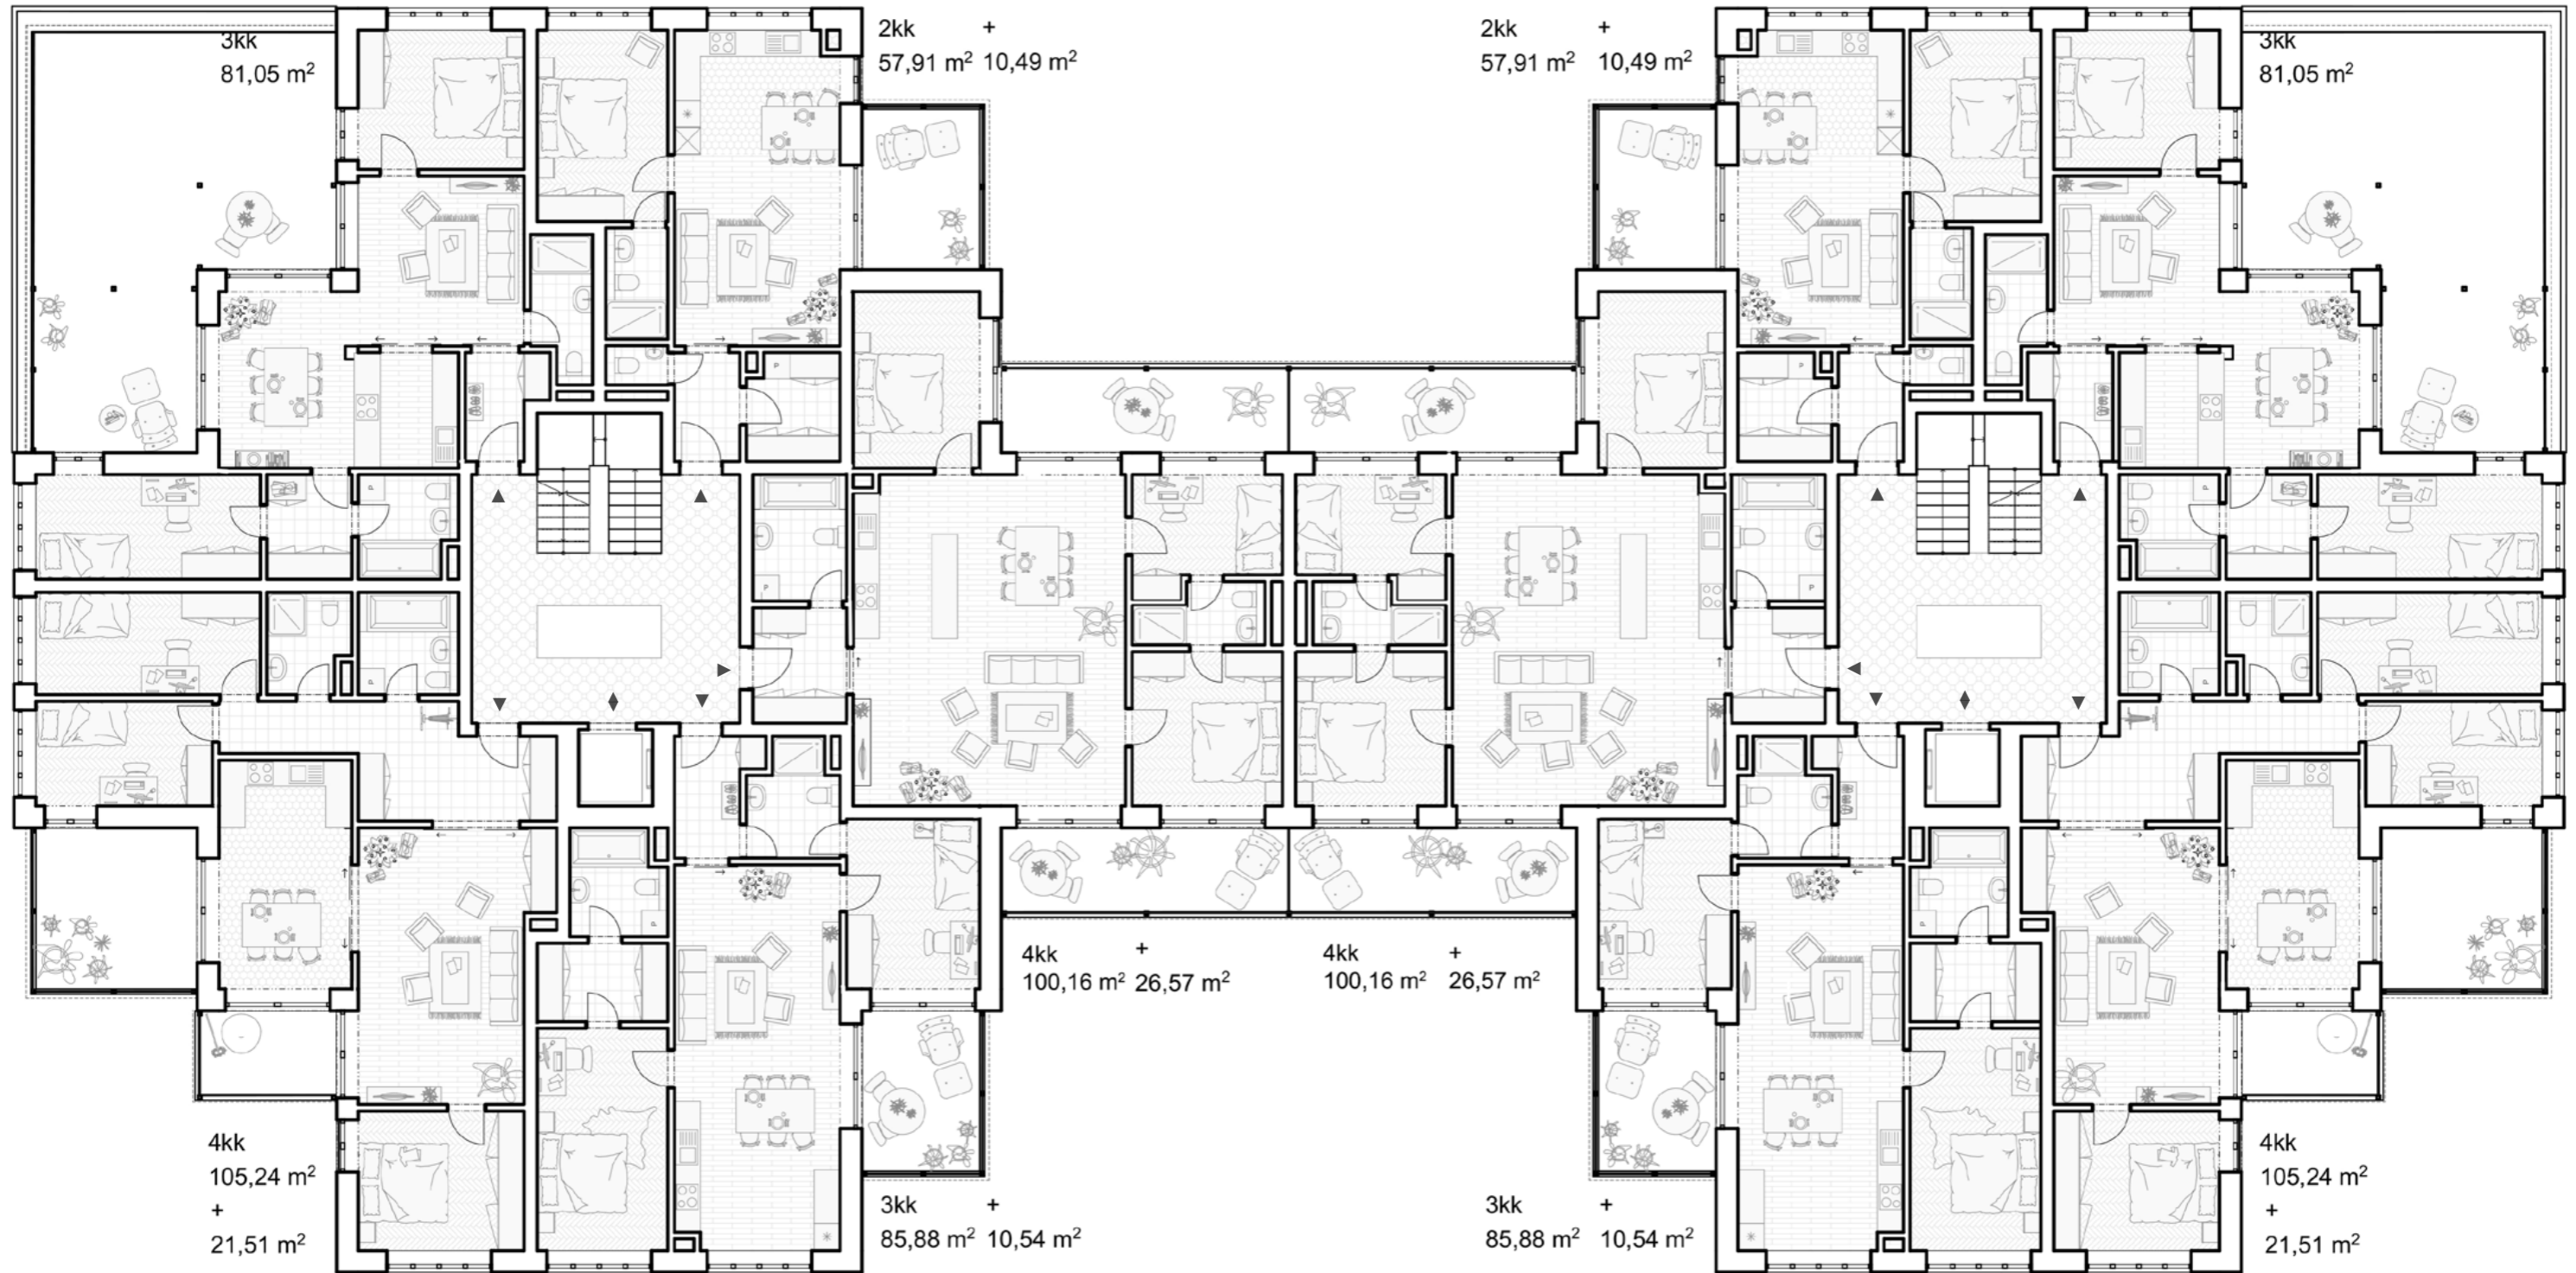 3kk
81,05 m²
2kk +
57,91 m² 10,49 m²
2kk +
57,91 m² 10,49 m²
3kk
81,05 m²
4kk +
100,16 m² 26,57 m²
4kk +
100,16 m² 26,57 m²
4kk
105,24 m²
+
21,51 m²
3kk +
85,88 m² 10,54 m²
3kk +
85,88 m² 10,54 m²
4kk
105,24 m²
+
21,51 m²